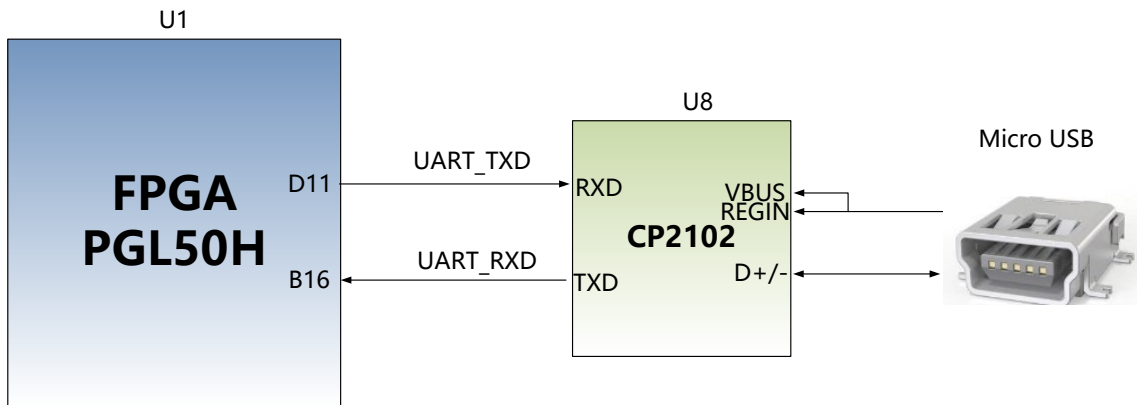 U1
U8
Micro USB
UART_TXD
D11
RXD
VBUS
REGIN
FPGA
PGL50H
CP2102
UART_RXD
D+/-
B16
TXD